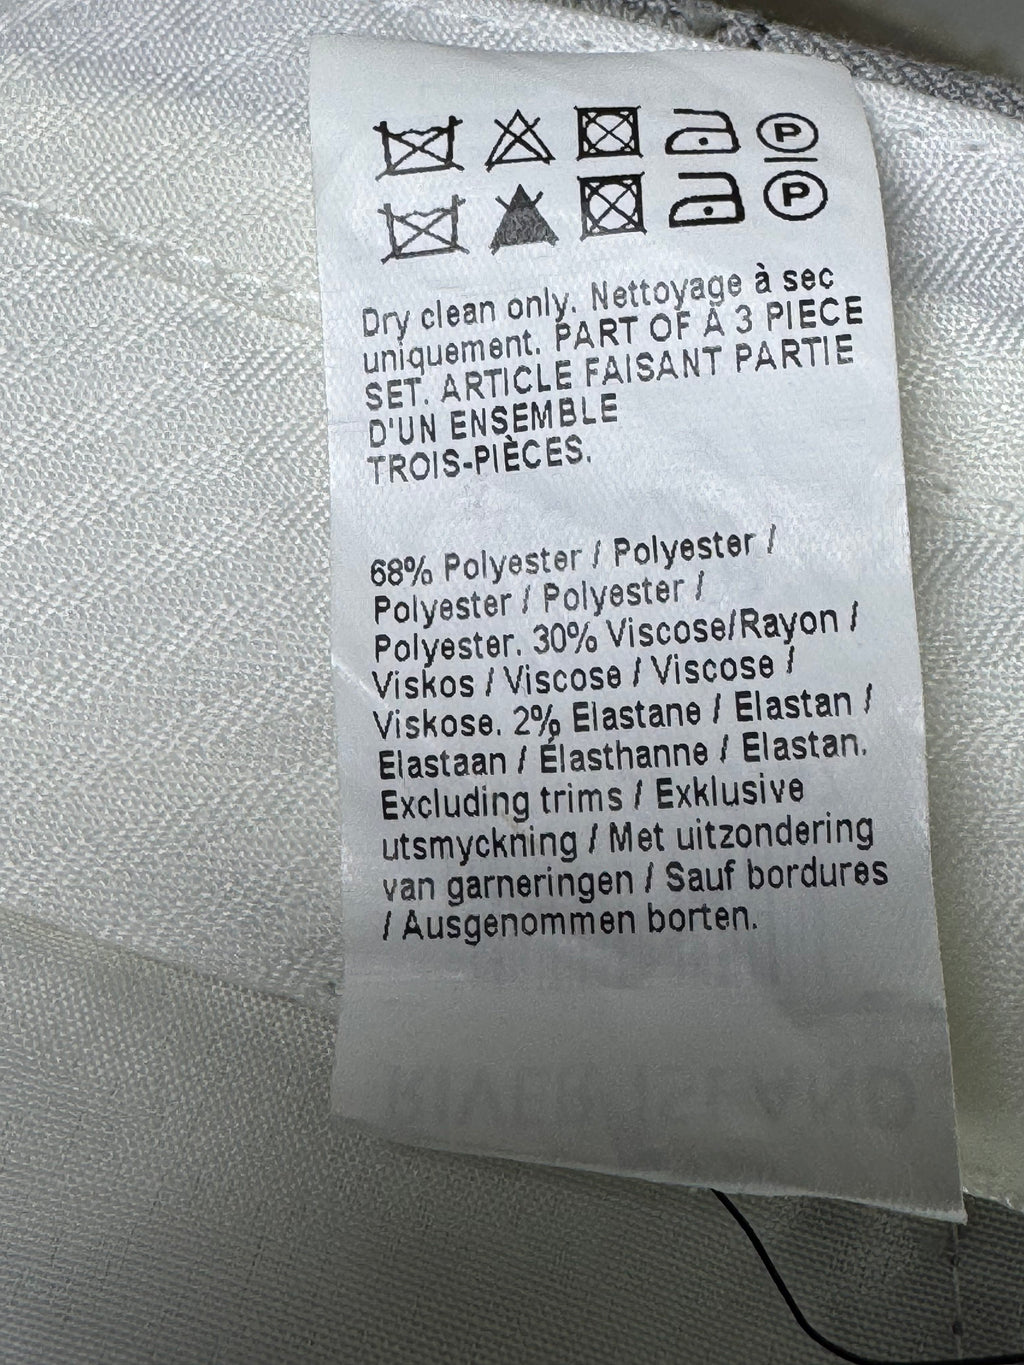 P
P
Dry clean only. Nettoyage à sec
uniquement. PART OF A 3 PIECE
SET. ARTICLE FAISANT PARTIE
D'UN ENSEMBLE
TROIS-PIÈCES.
68% Polyester / Polyester /
Polyester / Polyester /
Polyester. 30% Viscose/Rayon /
Viskos / Viscose / Viscose /
Viskose. 2% Elastane / Elastan /
Elastaan / Élasthanne / Elastan.
Excluding trims / Exklusive
utsmyckning / Met uitzondering
van garneringen / Sauf bordures
/ Ausgenommen borten.